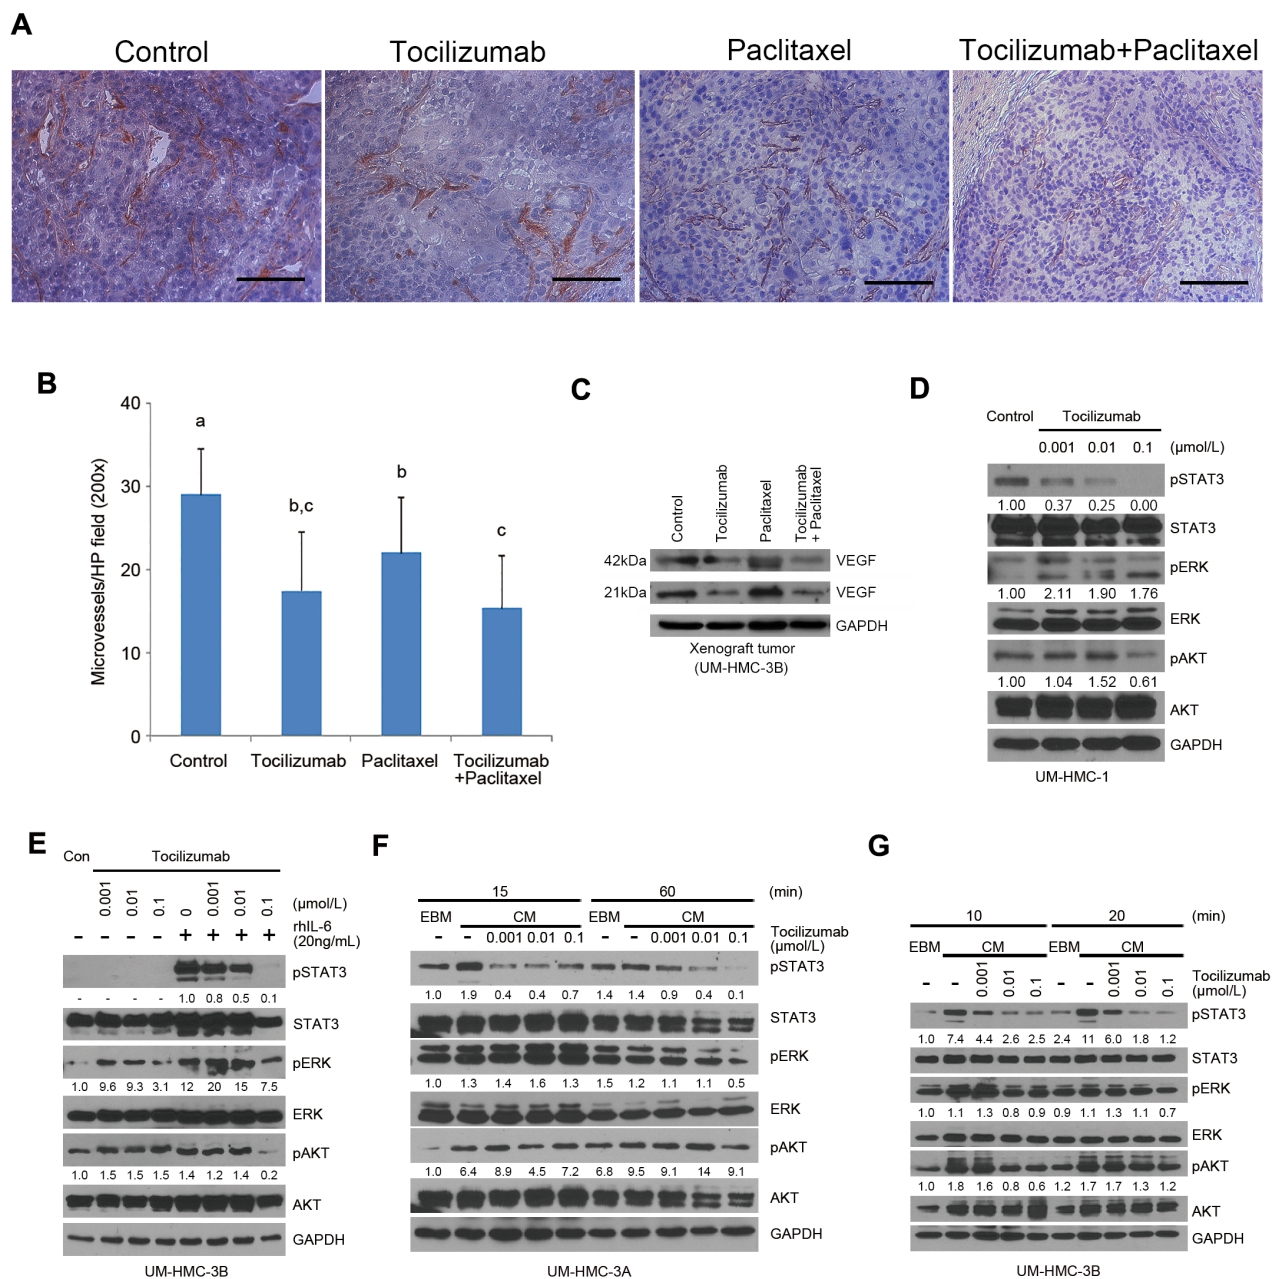 A
Control Tocilizumab Paclitaxel Tocilizumab+Paclitaxel
B
Microvessels/HP field (200x)
40
30
20
10
0
a
b,c
b
c
Control Tocilizumab Paclitaxel Tocilizumab
+Paclitaxel
C
Control Tocilizumab Paclitaxel Tocilizumab
+ Paclitaxel
42kDa VEGF
21kDa VEGF
GAPDH
Xenograft tumor
(UM-HMC-3B)
D
Control Tocilizumab
0.001 0.01 0.1 (µmol/L)
pSTAT3
1.00 0.37 0.25 0.00
STAT3
pERK
1.00 2.11 1.90 1.76
ERK
pAKT
1.00 1.04 1.52 0.61
AKT
GAPDH
UM-HMC-1
E
Con Tocilizumab
0.001 0.01 0.1 0 0.001 0.01 0.1 (µmol/L)
- - - - + + + + rhIL-6
(20ng/mL)
pSTAT3
- - - - 1.0 0.8 0.5 0.1
STAT3
pERK
1.0 9.6 9.3 3.1 12 20 15 7.5
ERK
pAKT
1.0 1.5 1.5 1.5 1.4 1.2 1.4 0.2
AKT
GAPDH
UM-HMC-3B
F
15 60 (min)
EBM CM EBM CM
- - 0.001 0.01 0.1 - - 0.001 0.01 0.1 Tocilizumab
(µmol/L)
pSTAT3
1.0 1.9 0.4 0.4 0.7 1.4 1.4 0.9 0.4 0.1
STAT3
pERK
1.0 1.3 1.4 1.6 1.3 1.5 1.2 1.1 1.1 0.5
ERK
pAKT
1.0 6.4 8.9 4.5 7.2 6.8 9.5 9.1 14 9.1
AKT
GAPDH
UM-HMC-3A
G
10 20 (min)
EBM CM EBM CM
- - 0.001 0.01 0.1 - - 0.001 0.01 0.1 Tocilizumab
(µmol/L)
pSTAT3
1.0 7.4 4.4 2.6 2.5 2.4 11 6.0 1.8 1.2
STAT3
pERK
1.0 1.1 1.3 0.8 0.9 0.9 1.1 1.3 1.1 0.7
ERK
pAKT
1.0 1.8 1.6 0.8 0.6 1.2 1.7 1.7 1.3 1.2
AKT
GAPDH
UM-HMC-3B